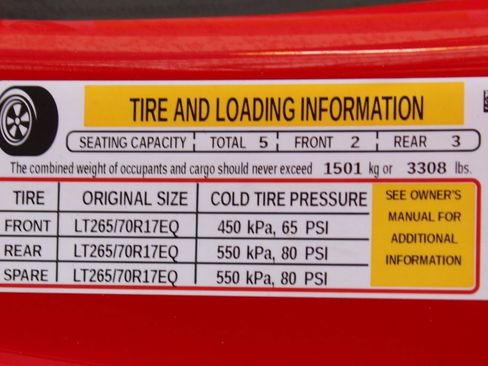 TIRE AND LOADING INFORMATION
SEATING CAPACITY TOTAL 5 FRONT 2 REAR 3
The combined weight of occupants and cargo should never exceed 1501 kg or 3308 lbs.
TIRE ORIGINAL SIZE COLD TIRE PRESSURE
FRONT LT265/70R17EQ 450 kPa, 65 PSI
REAR LT265/70R17EQ 550 kPa, 80 PSI
SPARE LT265/70R17EQ 550 kPa, 80 PSI
SEE OWNER'S
MANUAL FOR
ADDITIONAL
INFORMATION